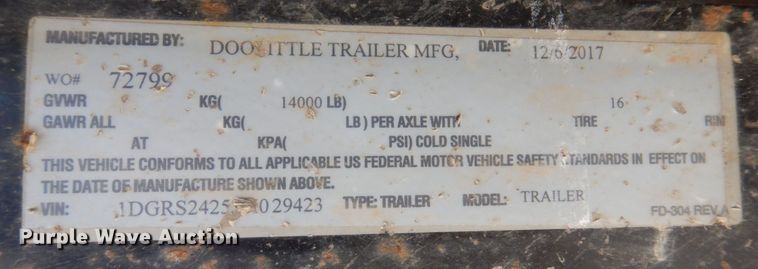 MANUFACTURED BY: DOOLITTLE TRAILER MFG, DATE: 12/6/2017
WO# 72799
GVWR KG( 14000 LB) 16
GAWR ALL KG( LB ) PER AXLE WITH TIRE RIM
AT KPA( PSI) COLD SINGLE
THIS VEHICLE CONFORMS TO ALL APPLICABLE US FEDERAL MOTOR VEHICLE SAFETY STANDARDS IN EFFECT ON
THE DATE OF MANUFACTURE SHOWN ABOVE.
VIN: TYPE: TRAILER MODEL: TRAILER
FD-304 REV A
Purple Wave Auction